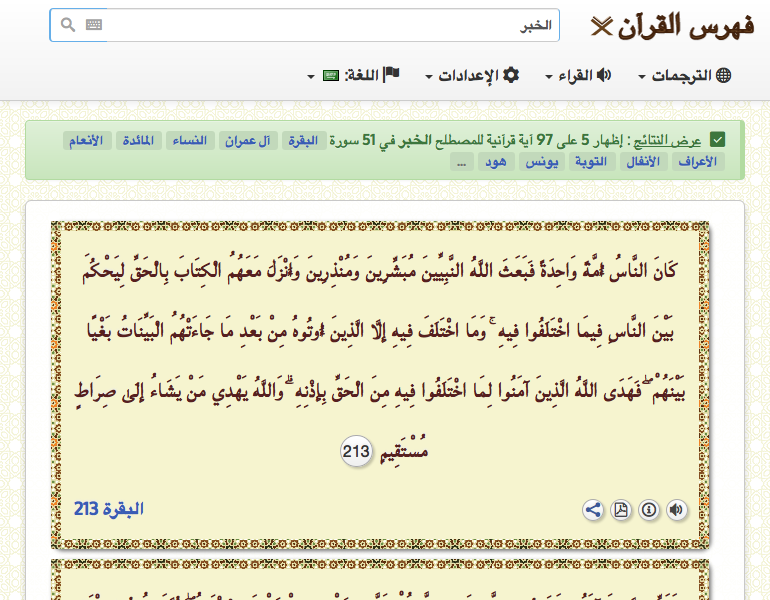 فهرس القرآن
الخبر
الترجمات
القراء
الإعدادات
اللغة:
عرض النتائج : إظهار 5 على 97 آية قرآنية للمصطلح الخبر في 51 سورة البقرة آل عمران النساء المائدة الأنعام
الأعراف الأنفال التوبة يونس هود ...
كَانَ النَّاسُ أُمَّةً وَاحِدَةً فَبَعَثَ اللَّهُ النَّبِيِّينَ مُبَشِّرِينَ وَمُنْذِرِينَ وَأَنْزَلَ مَعَهُمُ الْكِتَابَ بِالْحَقِّ لِيَحْكُمَ
بَيْنَ النَّاسِ فِيمَا اخْتَلَفُوا فِيهِ ۚ وَمَا اخْتَلَفَ فِيهِ إِلَّا الَّذِينَ أُوتُوهُ مِنْ بَعْدِ مَا جَاءَتْهُمُ الْبَيِّنَاتُ بَغْيًا
بَيْنَهُمْ ۖ فَهَدَى اللَّهُ الَّذِينَ آمَنُوا لِمَا اخْتَلَفُوا فِيهِ مِنَ الْحَقِّ بِإِذْنِهِ ۗ وَاللَّهُ يَهْدِي مَنْ يَشَاءُ إِلَى صِرَاطٍ
مُسْتَقِيمٍ 213
البقرة 213